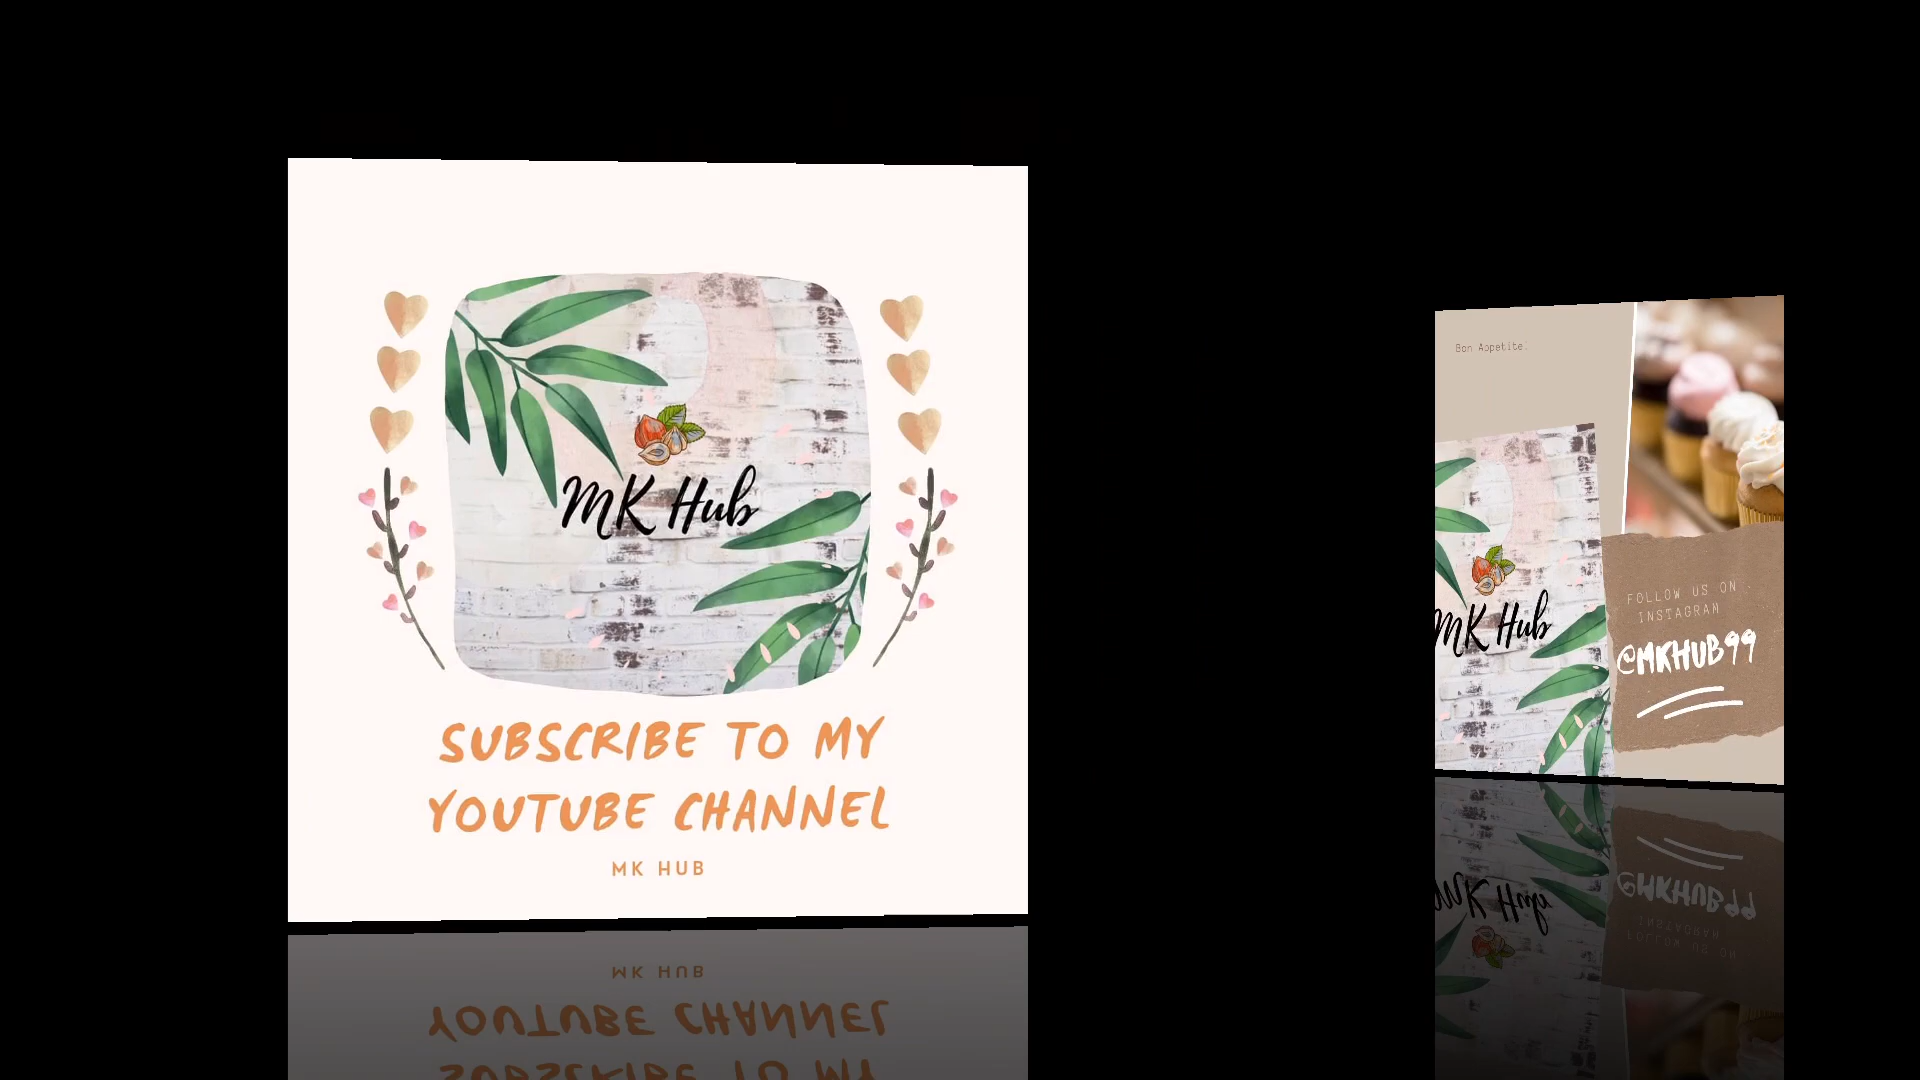 MK Hub
SUBSCRIBE TO MY
YOUTUBE CHANNEL
MK HUB
Bon Appetite
MK Hub
FOLLOW US ON
INSTAGRAM
@MKHUB99